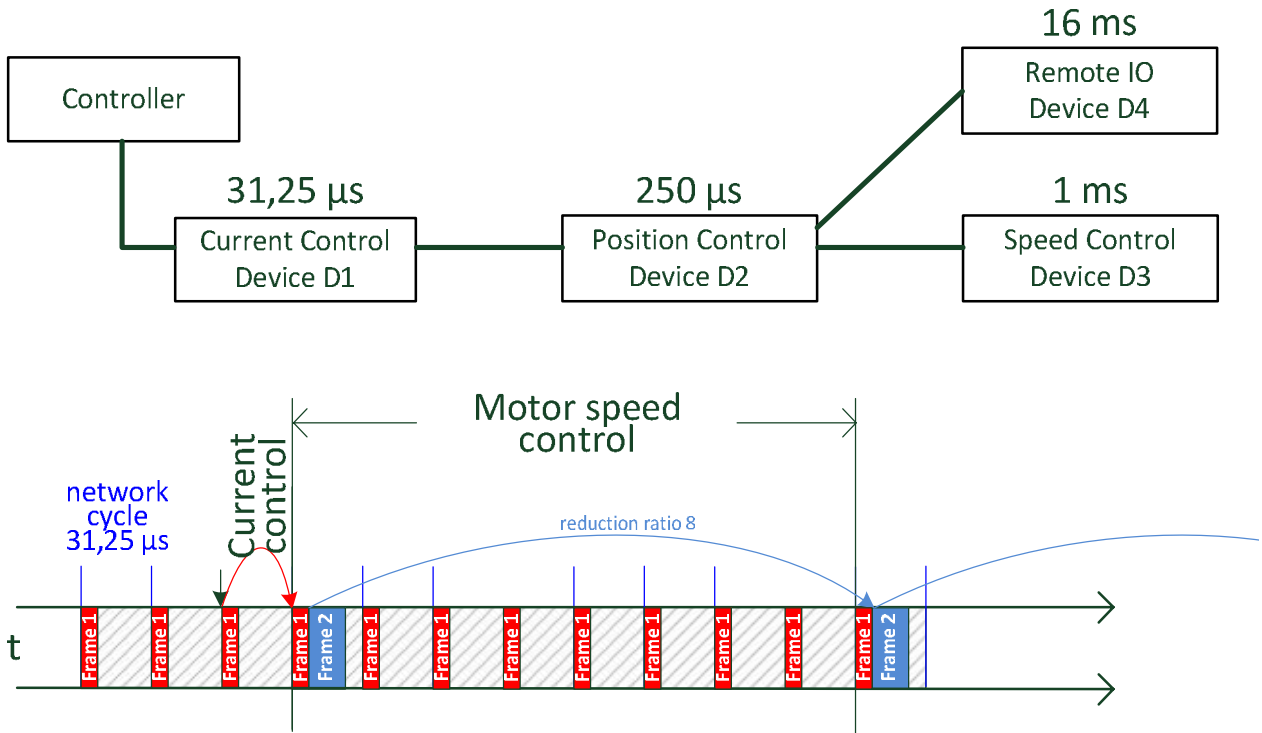 16 ms
Controller
Remote IO
Device D4
31,25 µs
250 µs
1 ms
Current Control
Device D1
Position Control
Device D2
Speed Control
Device D3
Motor speed
control
Current
control
network
cycle
31,25 µs
reduction ratio 8
t
Frame 1
Frame 1
Frame 1
Frame 1
Frame 2
Frame 1
Frame 1
Frame 1
Frame 1
Frame 1
Frame 1
Frame 1
Frame 1
Frame 2